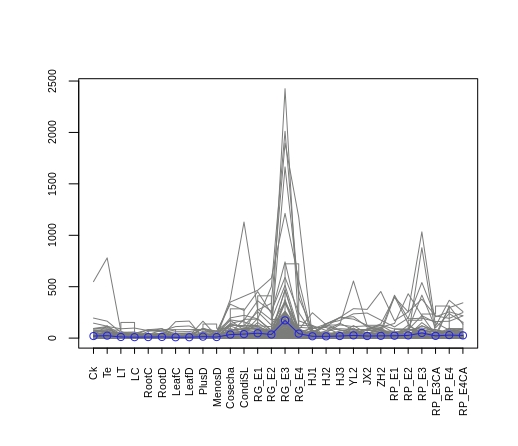 2500
2000
1500
1000
500
0
Ck
Te
LT
LC
RootC
RootD
LeafC
LeafD
PlusD
MenosD
Cosecha
CondiSL
RG_E1
RG_E2
RG_E3
RG_E4
HJ1
HJ2
HJ3
YL2
JX2
ZH2
RP_E1
RP_E2
RP_E3
RP_E3CA
RP_E4
RP_E4CA